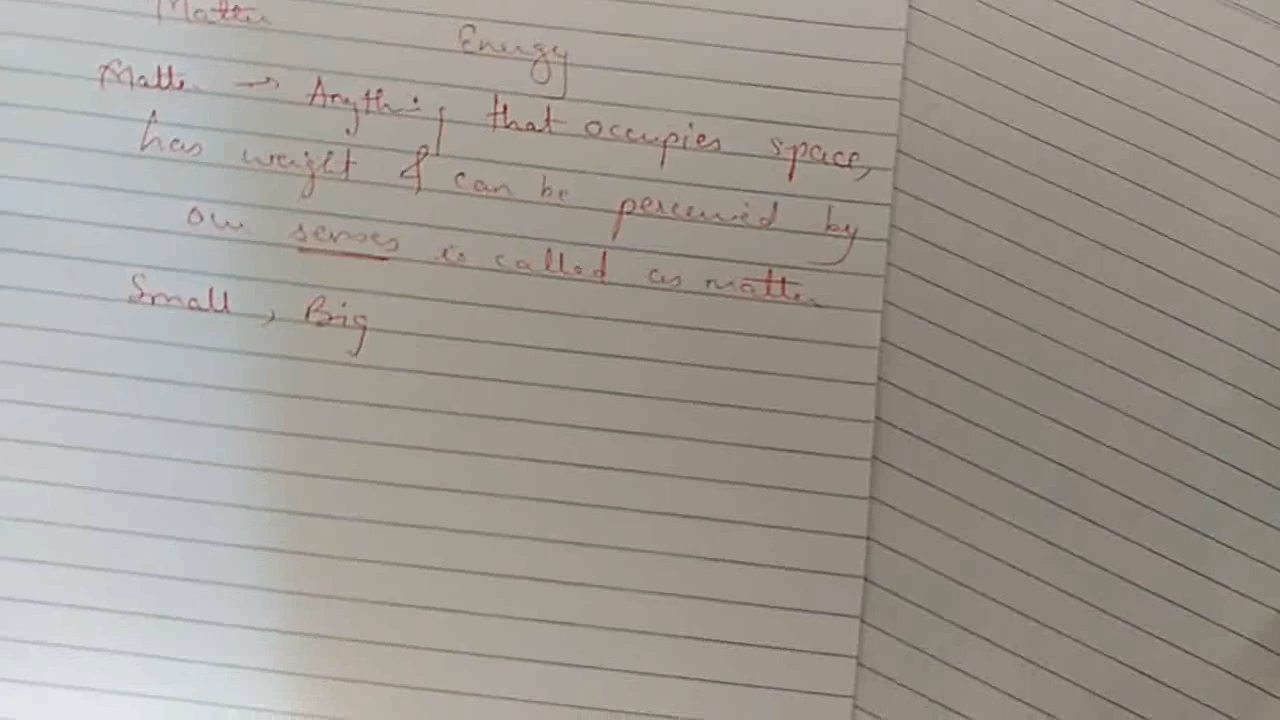 Matter
Energy
Matter → Anything that occupies space,
has weight & can be perceived by
our senses is called as matter
Small, Big